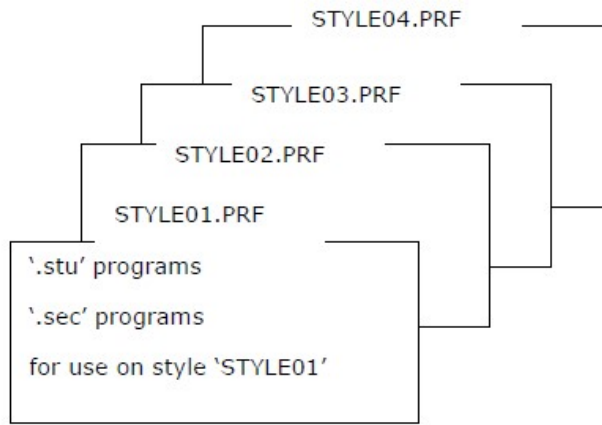 STYLE04.PRF
STYLE03.PRF
STYLE02.PRF
STYLE01.PRF
‘.stu’ programs
‘.sec’ programs
for use on style ‘STYLE01’